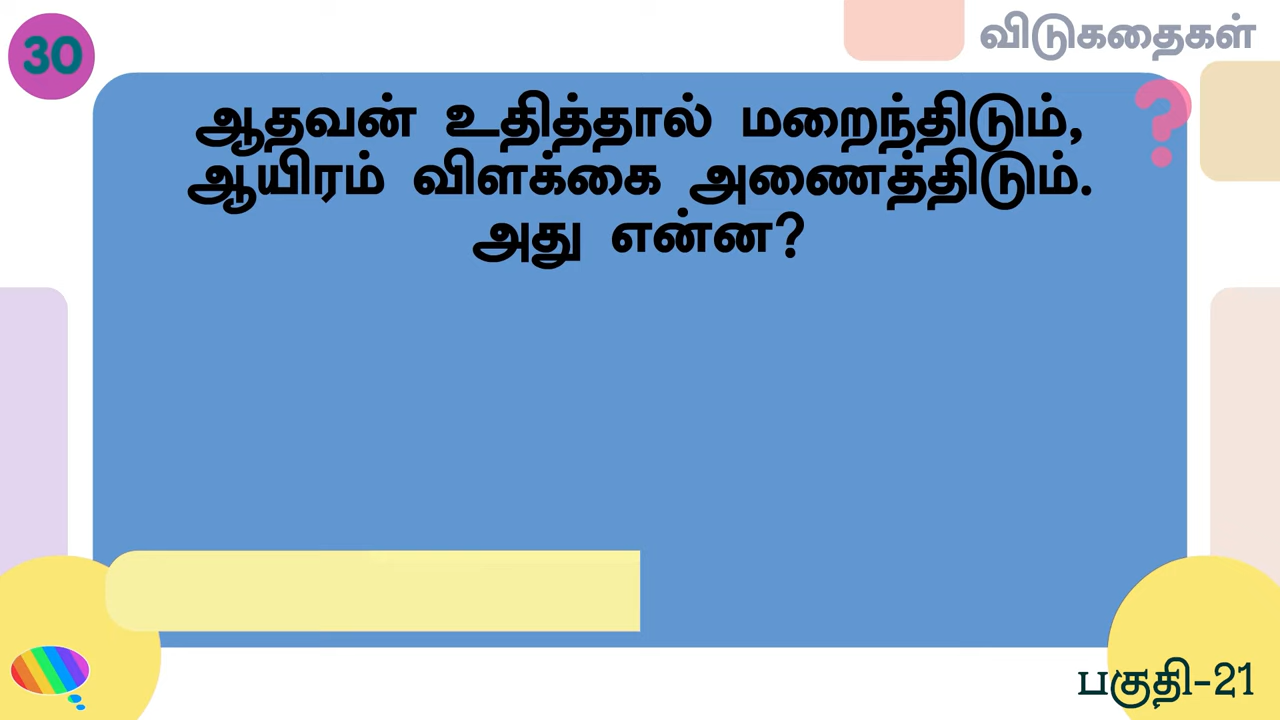 30
விடுகதைகள்
ஆதவன் உதித்தால் மறைந்திடும்,
ஆயிரம் விளக்கை அணைத்திடும்.
அது என்ன?
?
பகுதி-21